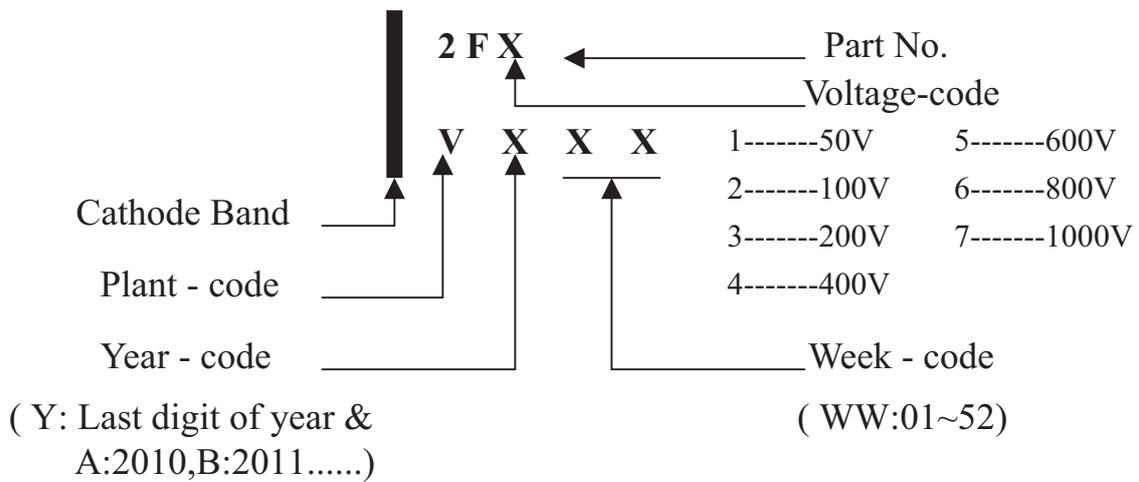 2 F X
Part No.
Voltage-code
V X X X
1-------50V 5-------600V
2-------100V 6-------800V
3-------200V 7-------1000V
4-------400V
Cathode Band
Plant - code
Year - code
Week - code
( Y: Last digit of year &
A:2010,B:2011......)
( WW:01~52)